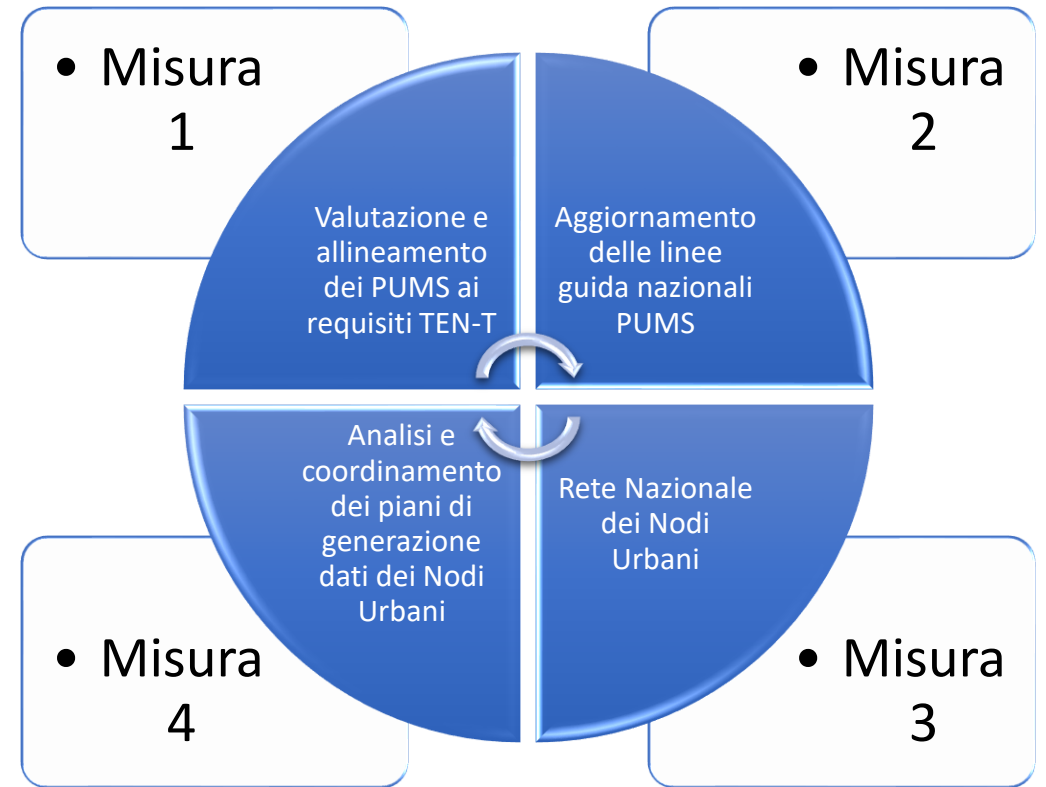 • Misura
1
Valutazione e
allineamento
dei PUMS ai
requisiti TEN-T
• Misura
2
Aggiornamento
delle linee
guida nazionali
PUMS
• Misura
3
Rete Nazionale
dei Nodi
Urbani
• Misura
4
Analisi e
coordinamento
dei piani di
generazione
dati dei Nodi
Urbani